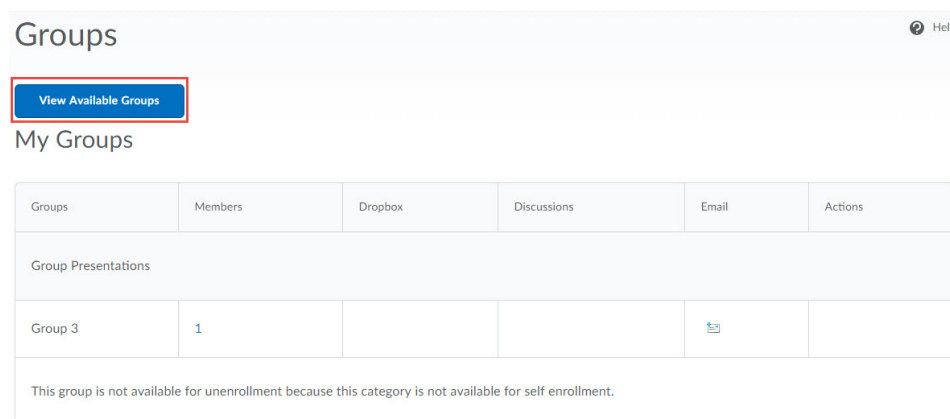 Groups
Hel
View Available Groups
My Groups
Groups Members Dropbox Discussions Email Actions
Group Presentations
Group 3 1
This group is not available for unenrollment because this category is not available for self enrollment.